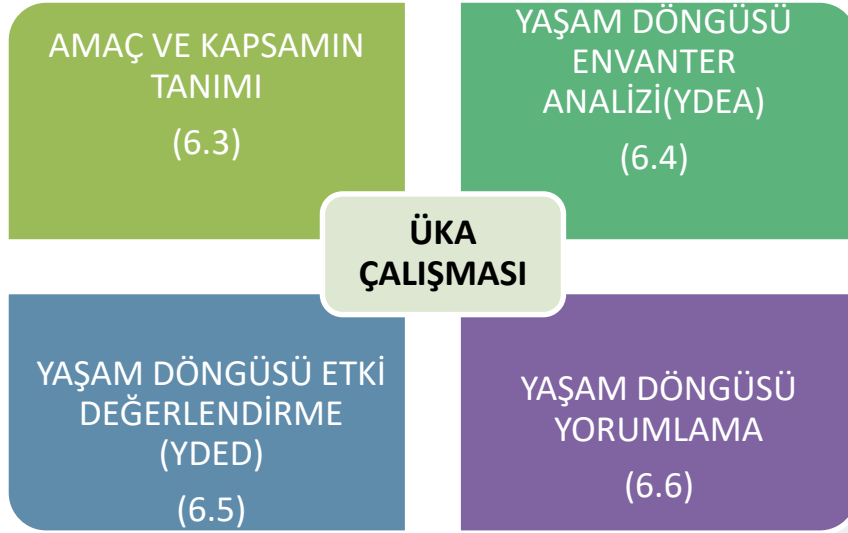 AMAÇ VE KAPSAMIN
TANIMI
(6.3)
YAŞAM DÖNGÜSÜ
ENVANTER
ANALİZİ(YDEA)
(6.4)
ÜKA
ÇALIŞMASI
YAŞAM DÖNGÜSÜ ETKİ
DEĞERLENDİRME
(YDED)
(6.5)
YAŞAM DÖNGÜSÜ
YORUMLAMA
(6.6)